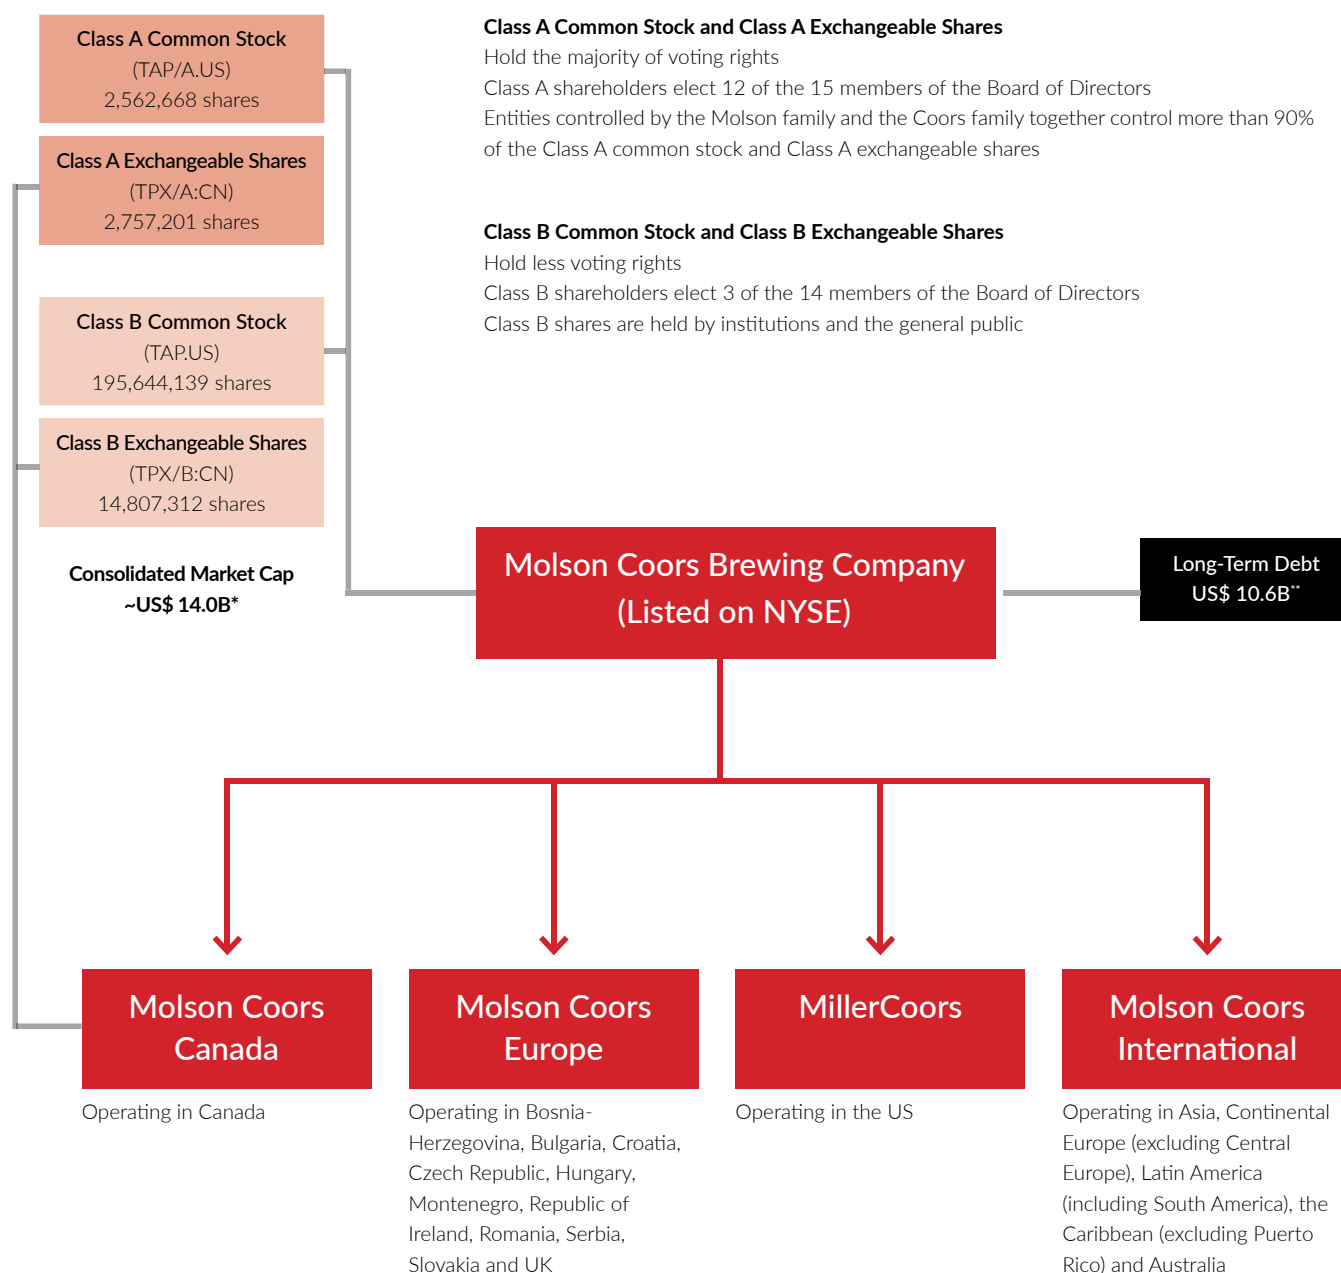 Class A Common Stock
(TAP/A.US)
2,562,668 shares
Class A Exchangeable Shares
(TPX/A:CN)
2,757,201 shares
Class B Common Stock
(TAP.US)
195,644,139 shares
Class B Exchangeable Shares
(TPX/B:CN)
14,807,312 shares
Consolidated Market Cap
~US$ 14.0B*
Class A Common Stock and Class A Exchangeable Shares
Hold the majority of voting rights
Class A shareholders elect 12 of the 15 members of the Board of Directors
Entities controlled by the Molson family and the Coors family together control more than 90%
of the Class A common stock and Class A exchangeable shares
Class B Common Stock and Class B Exchangeable Shares
Hold less voting rights
Class B shareholders elect 3 of the 14 members of the Board of Directors
Class B shares are held by institutions and the general public
Molson Coors Brewing Company
(Listed on NYSE)
Long-Term Debt
US$ 10.6B**
Molson Coors
Canada
Operating in Canada
Molson Coors
Europe
Operating in Bosnia-
Herzegovina, Bulgaria, Croatia,
Czech Republic, Hungary,
Montenegro, Republic of
Ireland, Romania, Serbia,
Slovakia and UK
MillerCoors
Operating in the US
Molson Coors
International
Operating in Asia, Continental
Europe (excluding Central
Europe), Latin America
(including South America), the
Caribbean (excluding Puerto
Rico) and Australia